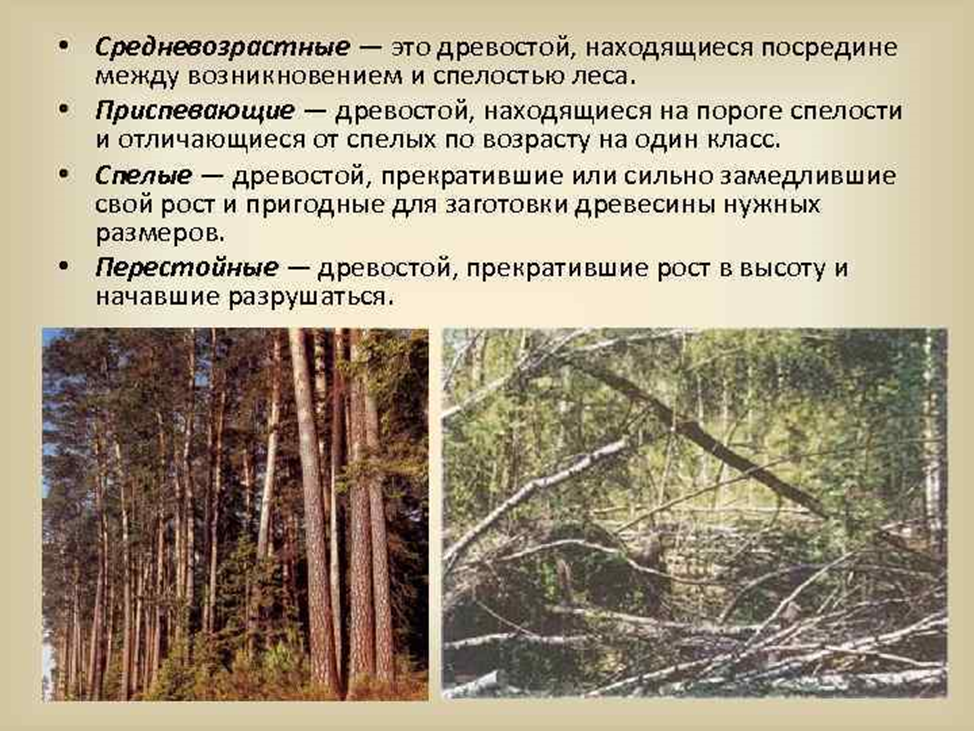 • Средневозрастные — это древостой, находящиеся посредине
между возникновением и спелостью леса.
• Приспевающие — древостой, находящиеся на пороге спелости
и отличающиеся от спелых по возрасту на один класс.
• Спелые — древостой, прекратившие или сильно замедлившие
свой рост и пригодные для заготовки древесины нужных
размеров.
• Перестойные — древостой, прекратившие рост в высоту и
начавшие разрушаться.